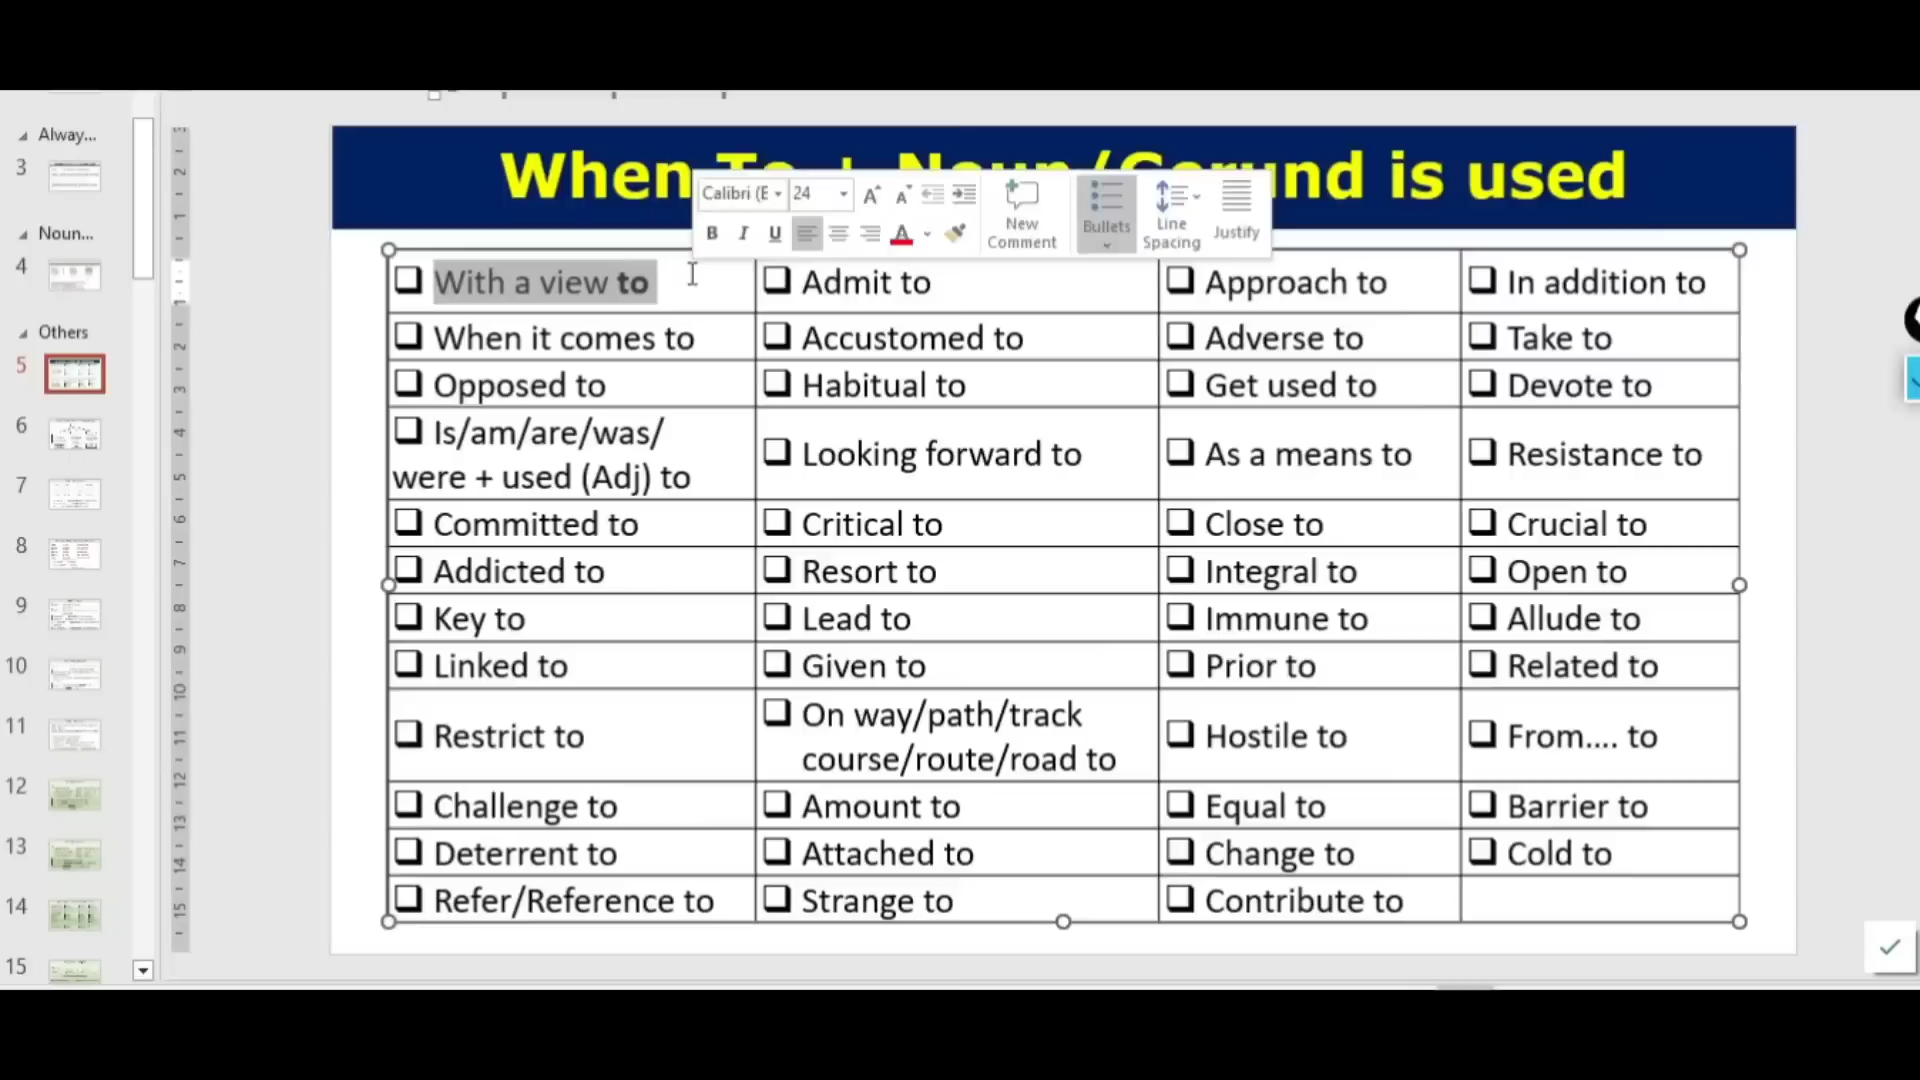 Alway...
3
Noun...
4
Others
5
6
7
8
9
10
11
12
13
14
15
When To + Noun/Gerund is used
Calibri (E
24
B I U A
New
Comment
Bullets
Line
Spacing
Justify
With a view to
Admit to
Approach to
In addition to
When it comes to
Accustomed to
Adverse to
Take to
Opposed to
Habitual to
Get used to
Devote to
Is/am/are/was/
were + used (Adj) to
Looking forward to
As a means to
Resistance to
Committed to
Critical to
Close to
Crucial to
Addicted to
Resort to
Integral to
Open to
Key to
Lead to
Immune to
Allude to
Linked to
Given to
Prior to
Related to
Restrict to
On way/path/track
course/route/road to
Hostile to
From.... to
Challenge to
Amount to
Equal to
Barrier to
Deterrent to
Attached to
Change to
Cold to
Refer/Reference to
Strange to
Contribute to